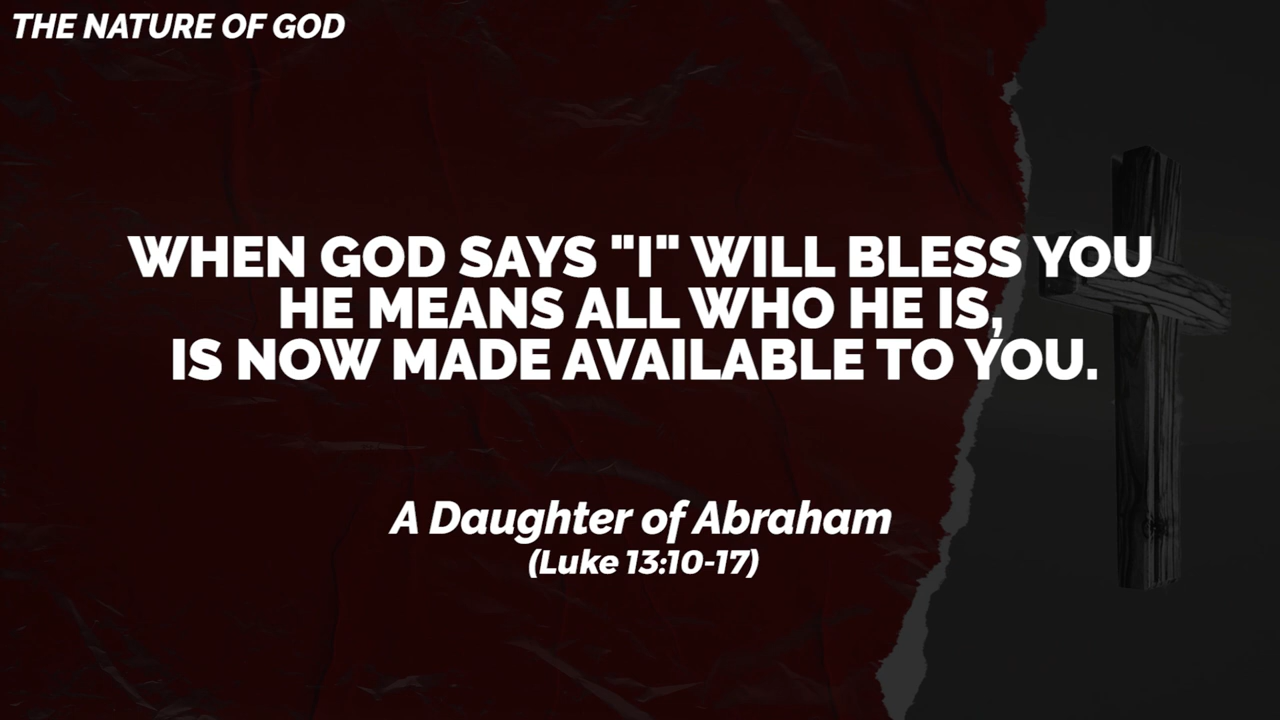 THE NATURE OF GOD
WHEN GOD SAYS "I" WILL BLESS YOU
HE MEANS ALL WHO HE IS,
IS NOW MADE AVAILABLE TO YOU.
A Daughter of Abraham
(Luke 13:10-17)